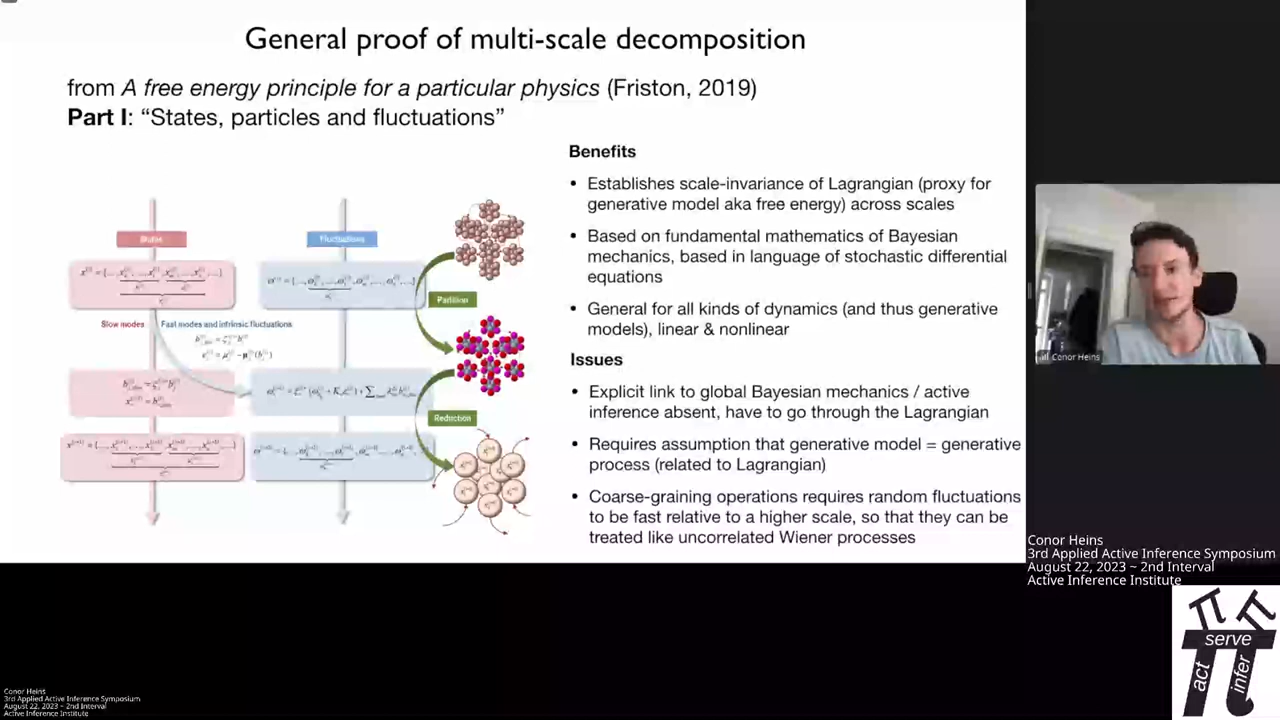 General proof of multi-scale decomposition
from A free energy principle for a particular physics (Friston, 2019)
Part I: “States, particles and fluctuations”
States
Fluctuations
Partition
Slow modes
Fast modes and intrinsic fluctuations
Reduction
Benefits
• Establishes scale-invariance of Lagrangian (proxy for
generative model aka free energy) across scales
• Based on fundamental mathematics of Bayesian
mechanics, based in language of stochastic differential
equations
• General for all kinds of dynamics (and thus generative
models), linear & nonlinear
Issues
• Explicit link to global Bayesian mechanics / active
inference absent, have to go through the Lagrangian
• Requires assumption that generative model = generative
process (related to Lagrangian)
• Coarse-graining operations requires random fluctuations
to be fast relative to a higher scale, so that they can be
treated like uncorrelated Wiener processes
Conor Heins
Conor Heins
3rd Applied Active Inference Symposium
August 22, 2023 ~ 2nd Interval
Active Inference Institute
serve
act
infer
Conor Heins
3rd Applied Active Inference Symposium
August 22, 2023 ~ 2nd Interval
Active Inference Institute